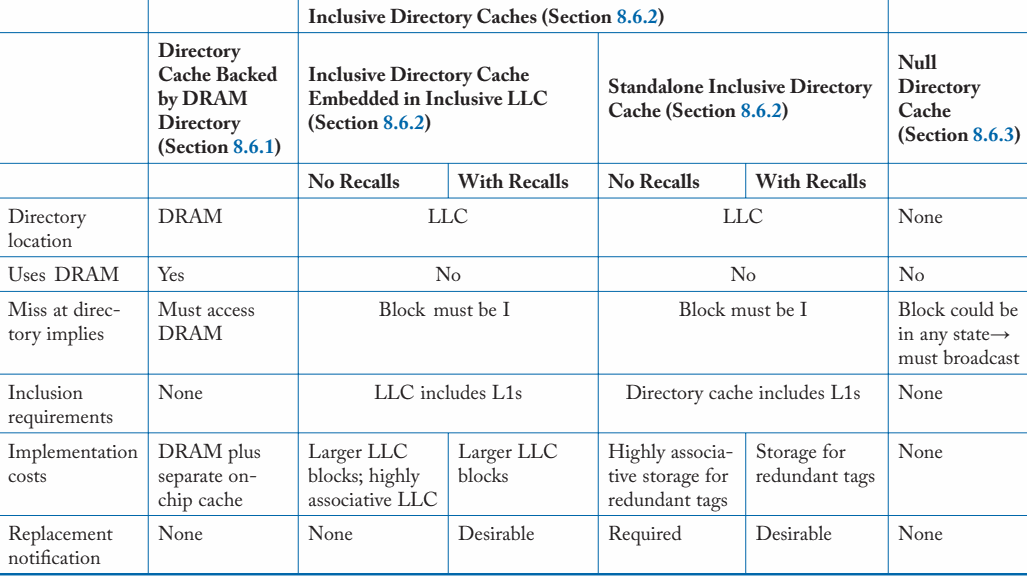 Inclusive Directory Caches (Section 8.6.2)
Directory
Cache Backed
by DRAM
Directory
(Section 8.6.1)
Inclusive Directory Cache
Embedded in Inclusive LLC
(Section 8.6.2)
Standalone Inclusive Directory
Cache (Section 8.6.2)
Null
Directory
Cache
(Section 8.6.3)
No Recalls
With Recalls
No Recalls
With Recalls
Directory
location
DRAM
LLC
LLC
None
Uses DRAM
Yes
No
No
No
Miss at direc-
tory implies
Must access
DRAM
Block must be I
Block must be I
Block could be
in any state→
must broadcast
Inclusion
requirements
None
LLC includes L1s
Directory cache includes L1s
None
Implementation
costs
DRAM plus
separate on-
chip cache
Larger LLC
blocks; highly
associative LLC
Larger LLC
blocks
Highly associa-
tive storage for
redundant tags
Storage for
redundant tags
None
Replacement
notification
None
None
Desirable
Required
Desirable
None